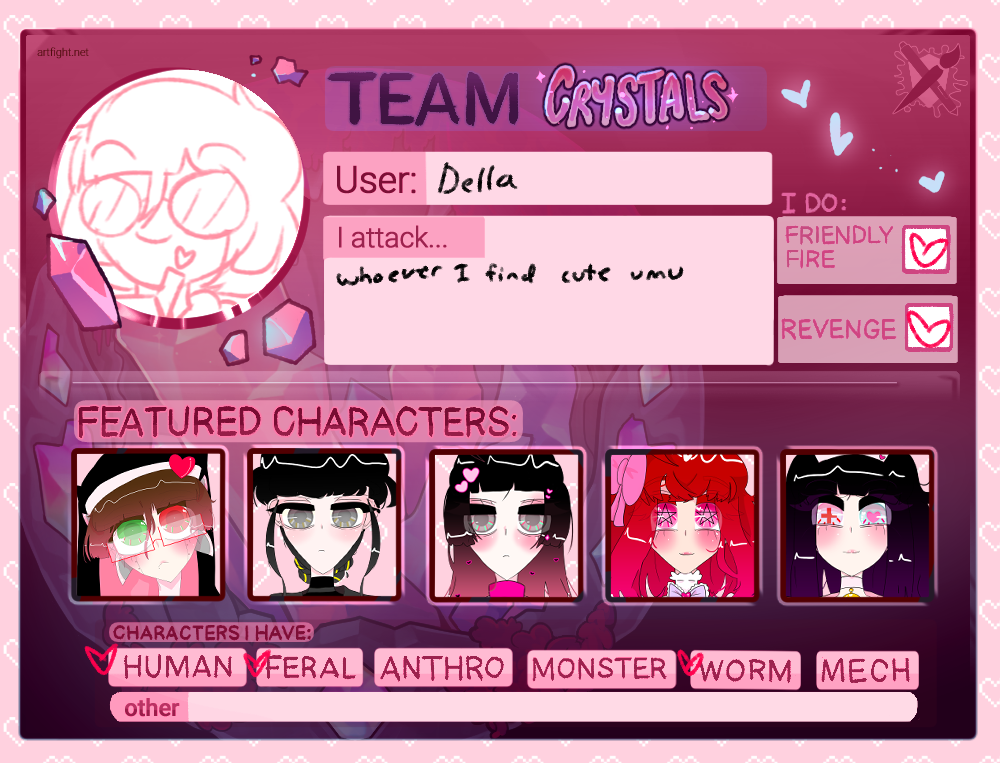 artfight.net
TEAM CRYSTALS
User: Della
I attack...
whoever I find cute umu
I DO:
FRIENDLY
FIRE
REVENGE
FEATURED CHARACTERS:
CHARACTERS I HAVE:
HUMAN FERAL ANTHRO MONSTER WORM MECH
other